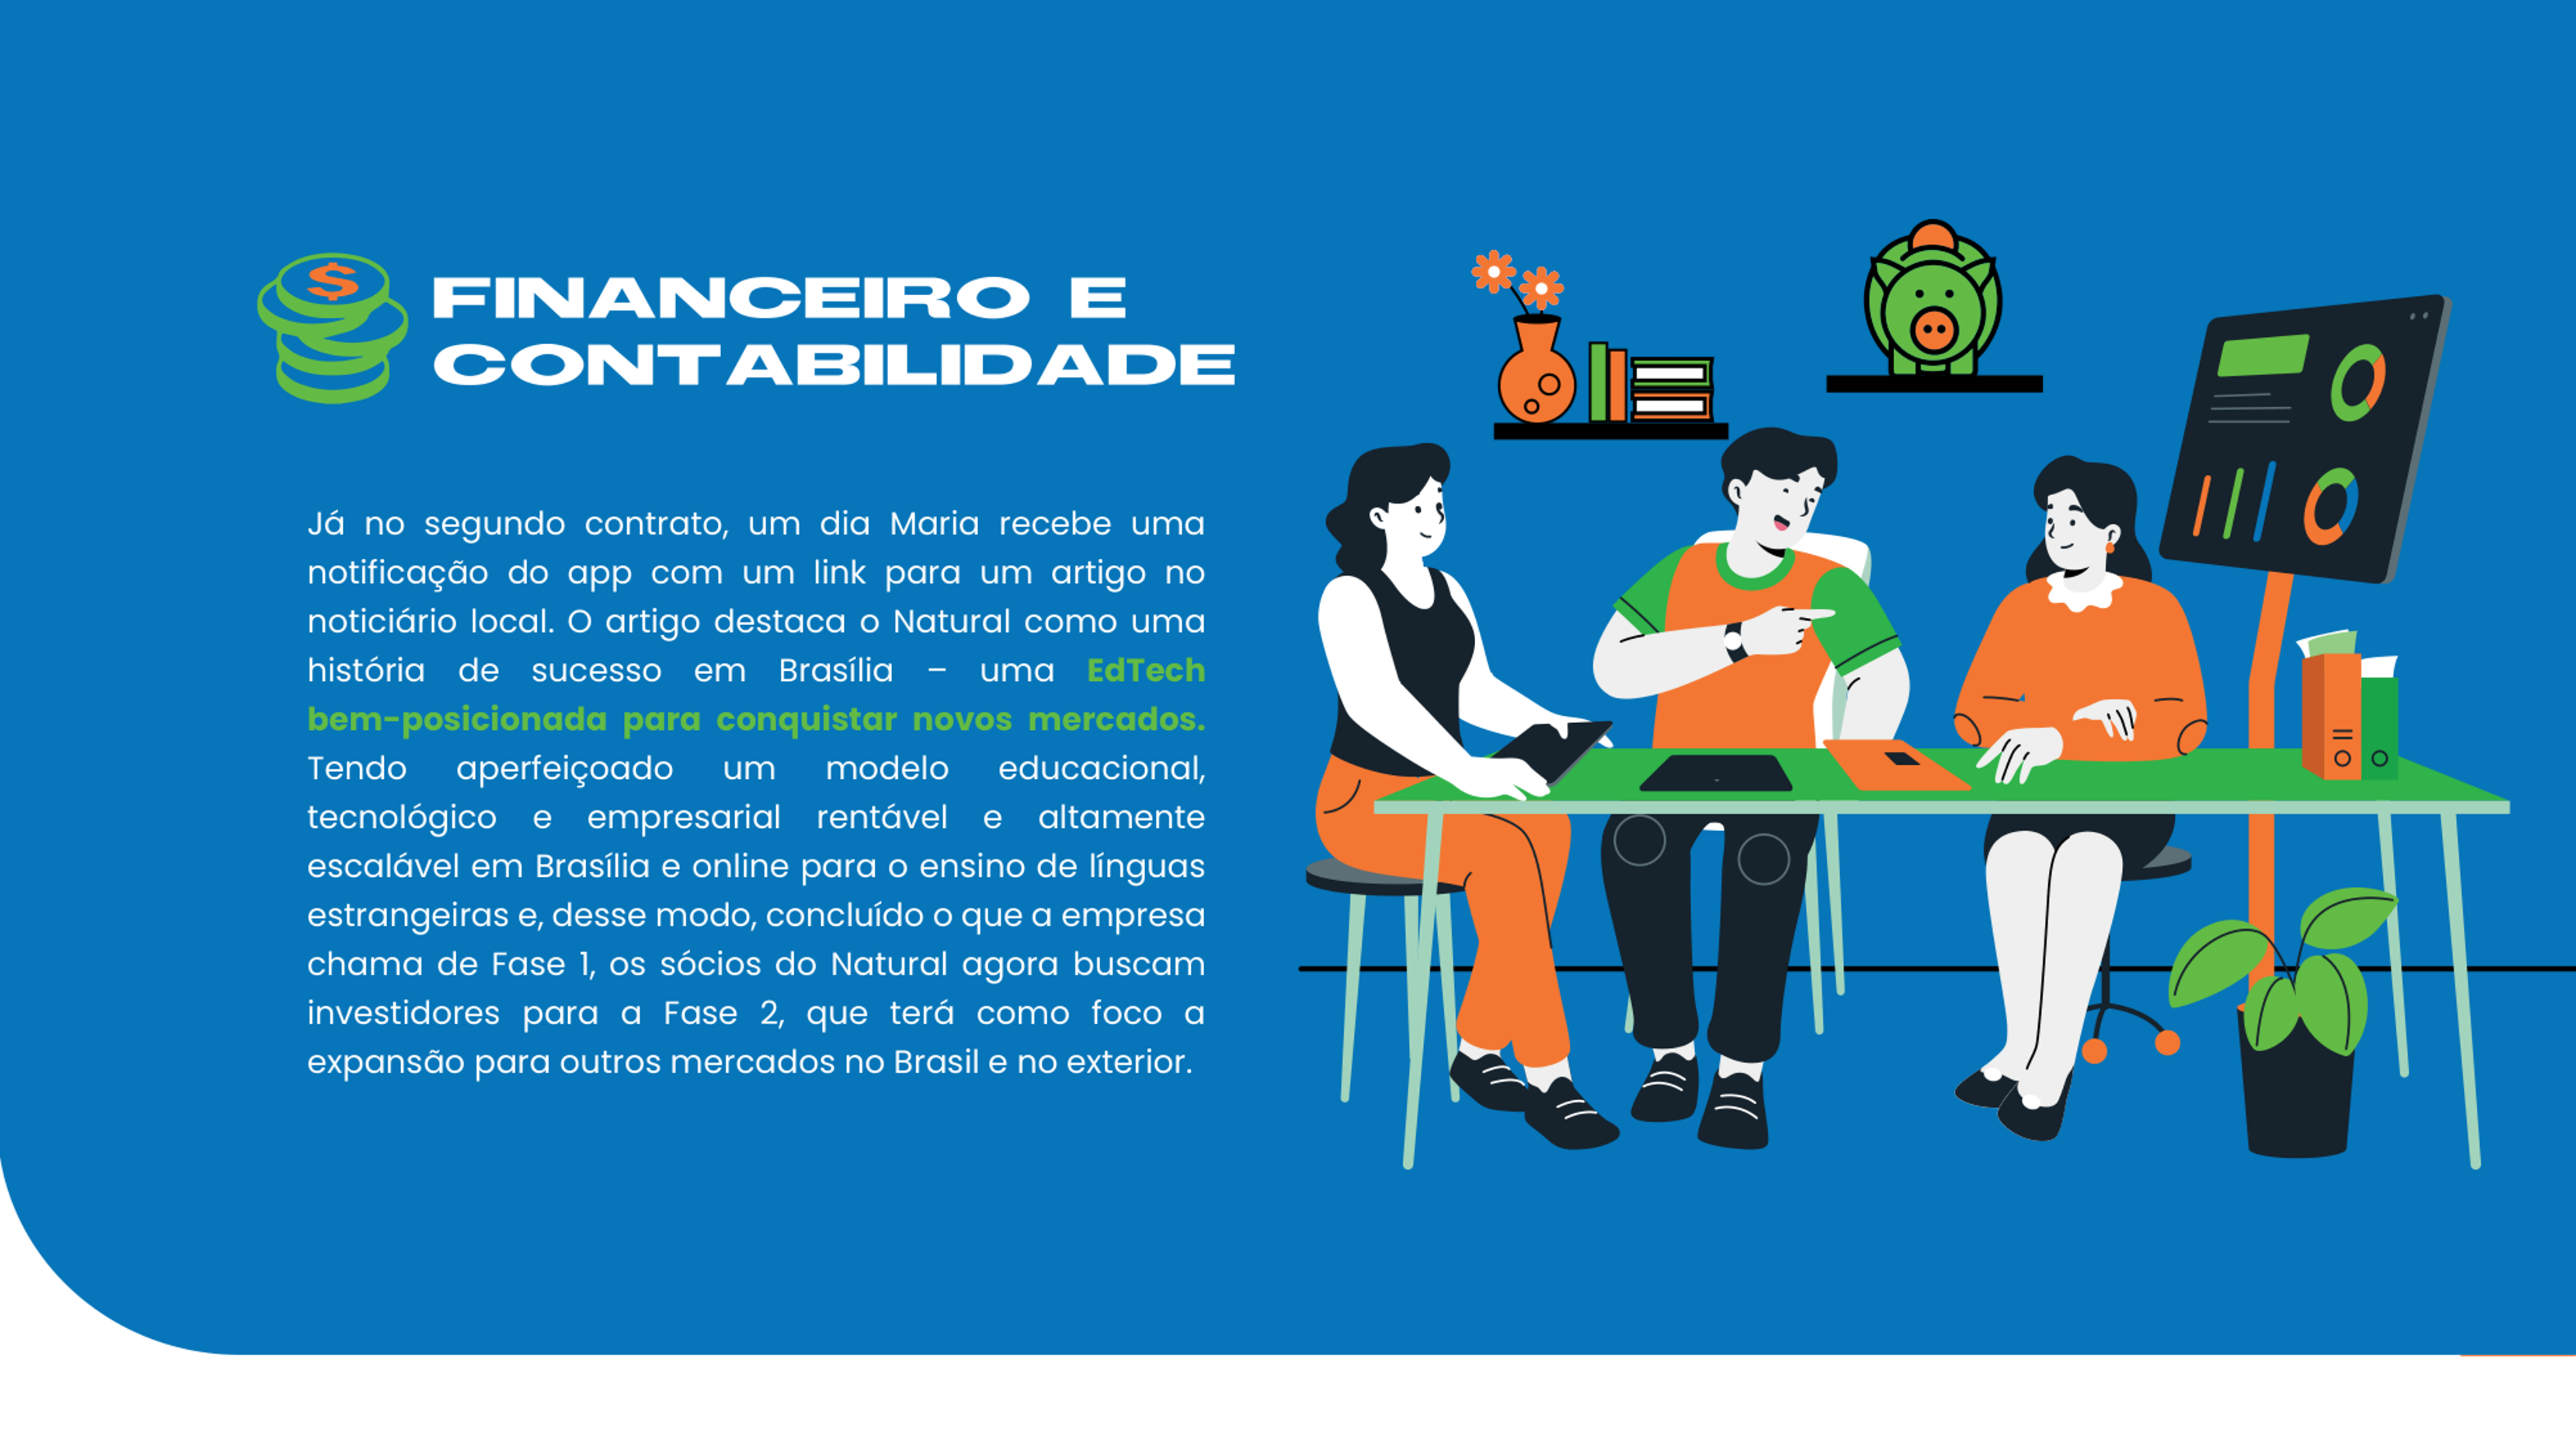 $
FINANCEIRO E
CONTABILIDADE
Já no segundo contrato, um dia Maria recebe uma
notificação do app com um link para um artigo no
noticiário local. O artigo destaca o Natural como uma
história de sucesso em Brasília – uma EdTech
bem-posicionada para conquistar novos mercados.
Tendo aperfeiçoado um modelo educacional,
tecnológico e empresarial rentável e altamente
escalável em Brasília e online para o ensino de línguas
estrangeiras e, desse modo, concluído o que a empresa
chama de Fase 1, os sócios do Natural agora buscam
investidores para a Fase 2, que terá como foco a
expansão para outros mercados no Brasil e no exterior.